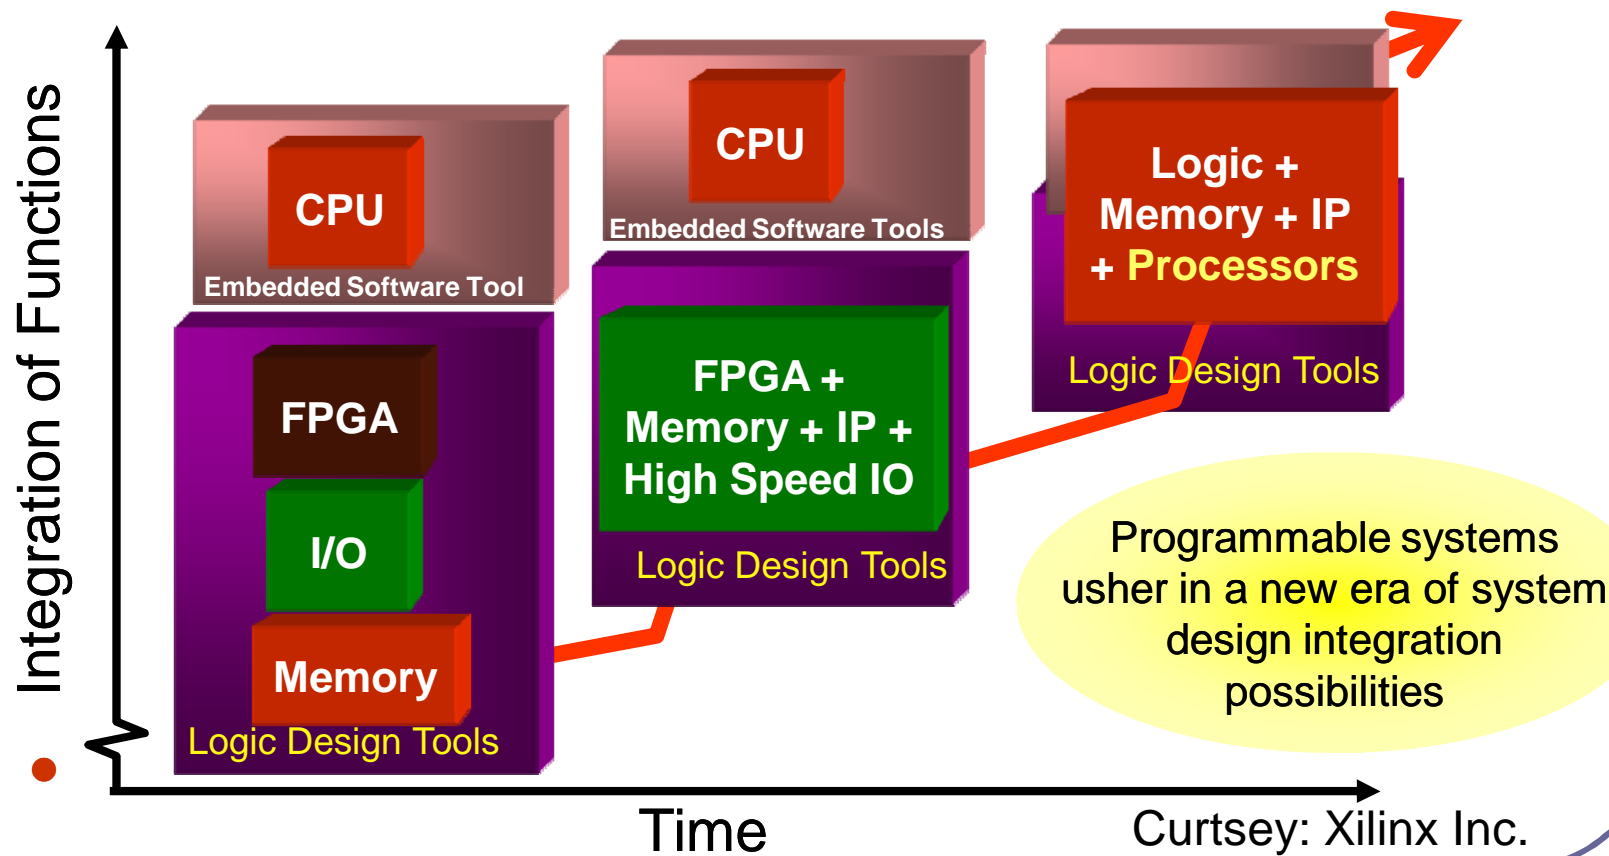 Integration of Functions
CPU
Embedded Software Tool
FPGA
I/O
Memory
Logic Design Tools
CPU
Embedded Software Tools
FPGA +
Memory + IP +
High Speed IO
Logic Design Tools
Logic +
Memory + IP
+ Processors
Logic Design Tools
Programmable systems
usher in a new era of system
design integration
possibilities
Time
Curtsey: Xilinx Inc.